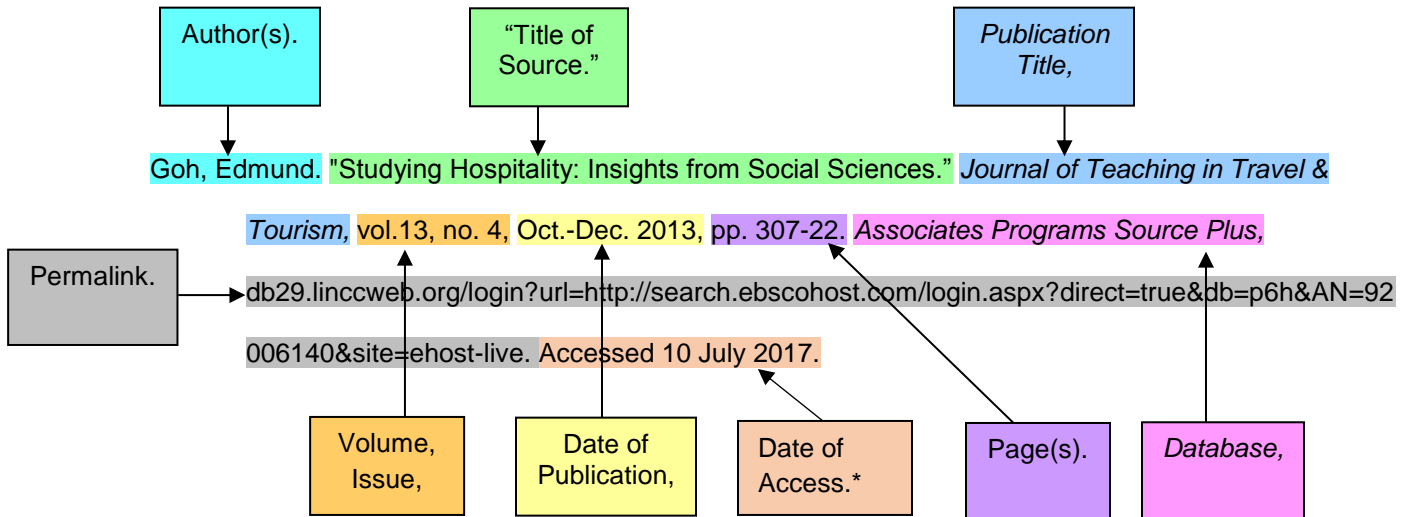 Author(s).
“Title of
Source.”
Publication
Title,
Goh, Edmund. "Studying Hospitality: Insights from Social Sciences.” Journal of Teaching in Travel &
Tourism, vol.13, no. 4, Oct.-Dec. 2013, pp. 307-22. Associates Programs Source Plus,
Permalink.
db29.linccweb.org/login?url=http://search.ebscohost.com/login.aspx?direct=true&db=p6h&AN=92
006140&site=ehost-live. Accessed 10 July 2017.
Volume,
Issue,
Date of
Publication,
Date of
Access.*
Page(s).
Database,